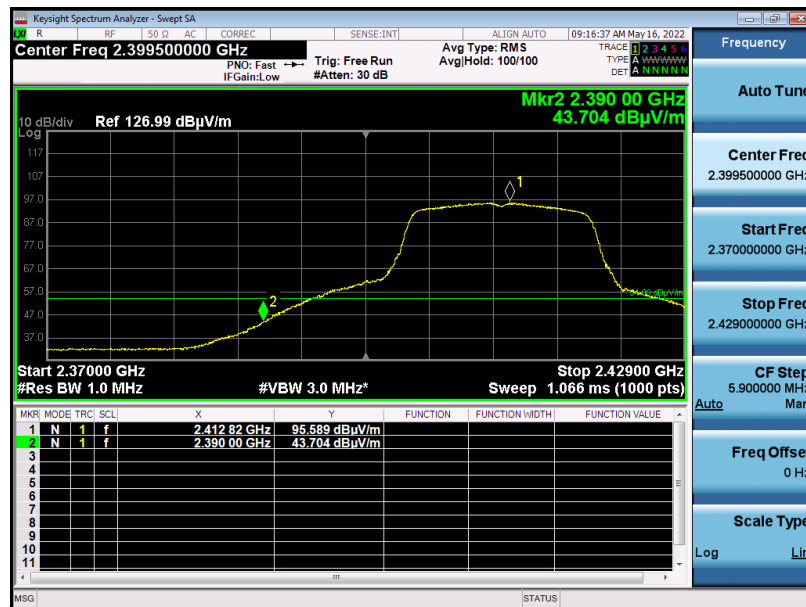 Keysight Spectrum Analyzer - Swept SA
LXI R RF 50 Ω AC CORREC SENSE:INT ALIGN AUTO 09:16:37 AM May 16, 2022
Center Freq 2.399500000 GHz
PNO: Fast
IFGain:Low
Trig: Free Run
#Atten: 30 dB
Avg Type: RMS
Avg|Hold: 100/100
TRACE 1 2 3 4 5 6
TYPE A WWWWW
DET A N N N N N
Mkr2 2.390 00 GHz
43.704 dBµV/m
10 dB/div Ref 126.99 dBµV/m
Log
117
107
97.0
87.0
77.0
67.0
57.0
47.0
37.0
1
2
Start 2.37000 GHz Stop 2.42900 GHz
#Res BW 1.0 MHz #VBW 3.0 MHz* Sweep 1.066 ms (1000 pts)
MKR MODE TRC SCL X Y FUNCTION FUNCTION WIDTH FUNCTION VALUE
1 N 1 f 2.412 82 GHz 95.589 dBµV/m
2 N 1 f 2.390 00 GHz 43.704 dBµV/m
3
4
5
6
7
8
9
10
11
MSG STATUS
Frequency
Auto Tune
Center Freq
2.399500000 GHz
Start Freq
2.370000000 GHz
Stop Freq
2.429000000 GHz
CF Step
5.900000 MHz
Auto Man
Freq Offset
0 Hz
Scale Type
Log Lin